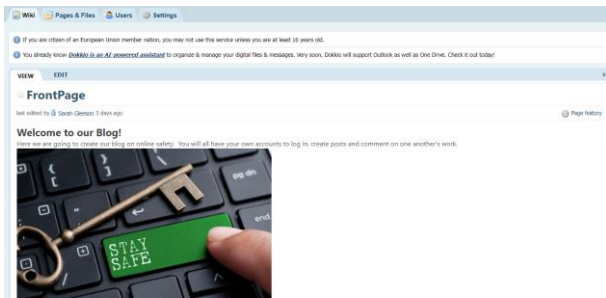 Wiki Pages & Files Users Settings
If you are citizen of an European Union member nation, you may not use this service unless you are at least 16 years old.
You already know Dokkio is an AI-powered assistant to organize & manage your digital files & messages. Very soon, Dokkio will support Outlook as well as One Drive. Check it out today!
VIEW EDIT
FrontPage
last edited by Sarah Gleeson 3 days ago Page history
Welcome to our Blog!
Here we are going to create our blog on online safety. You will all have your own accounts to log in, create posts and comment on one another's work.
pg dn
end
STAY
SAFE